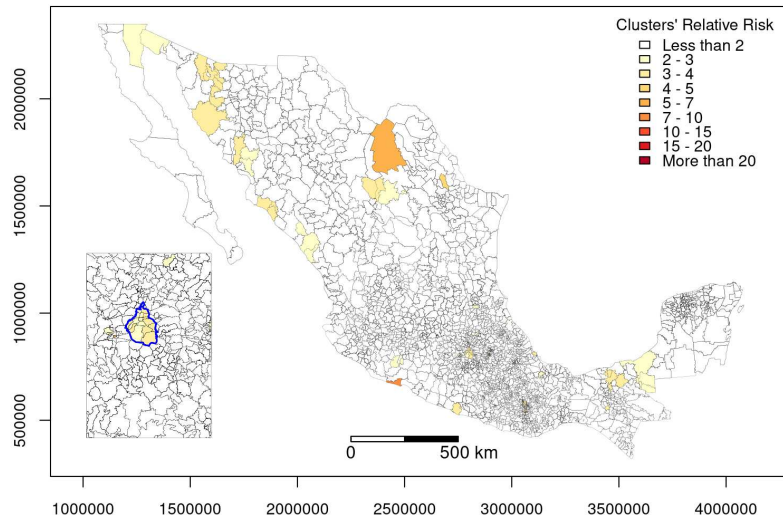 Clusters' Relative Risk
Less than 2
2 - 3
3 - 4
4 - 5
5 - 7
7 - 10
10 - 15
15 - 20
More than 20
2000000
1500000
1000000
500000
0 500 km
1000000 1500000 2000000 2500000 3000000 3500000 4000000